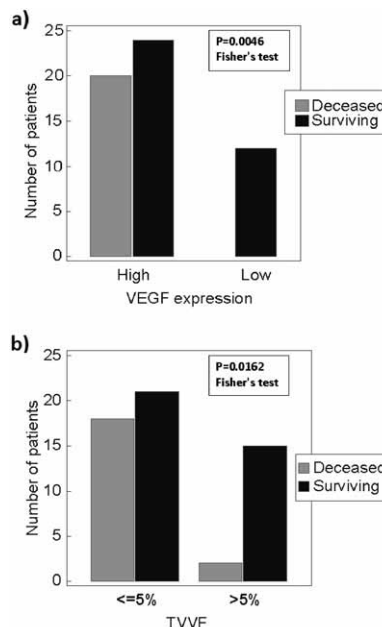 a)
25
20
15
10
5
0
Number of patients
P=0.0046
Fisher's test
Deceased
Surviving
High Low
VEGF expression
b)
25
20
15
10
5
0
Number of patients
P=0.0162
Fisher's test
Deceased
Surviving
<=5% >5%
TVVF